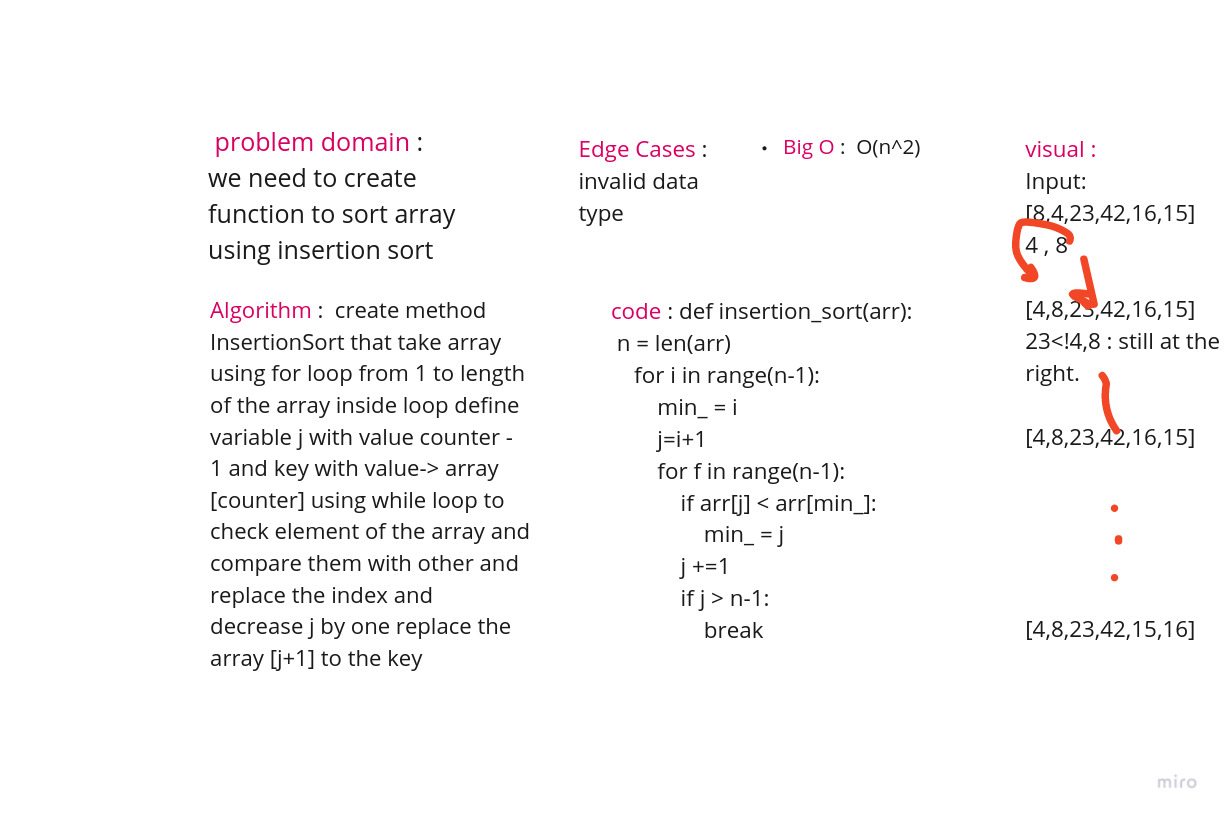 problem domain :
we need to create
function to sort array
using insertion sort
Edge Cases :
invalid data
type
• Big O : O(n^2)
visual :
Input:
[8,4,23,42,16,15]
4 , 8
[4,8,23,42,16,15]
23<!4,8 : still at the
right.
[4,8,23,42,16,15]
[4,8,23,42,15,16]
Algorithm : create method
InsertionSort that take array
using for loop from 1 to length
of the array inside loop define
variable j with value counter -
1 and key with value-> array
[counter] using while loop to
check element of the array and
compare them with other and
replace the index and
decrease j by one replace the
array [j+1] to the key
code : def insertion_sort(arr):
n = len(arr)
for i in range(n-1):
min_ = i
j=i+1
for f in range(n-1):
if arr[j] < arr[min_]:
min_ = j
j +=1
if j > n-1:
break
miro